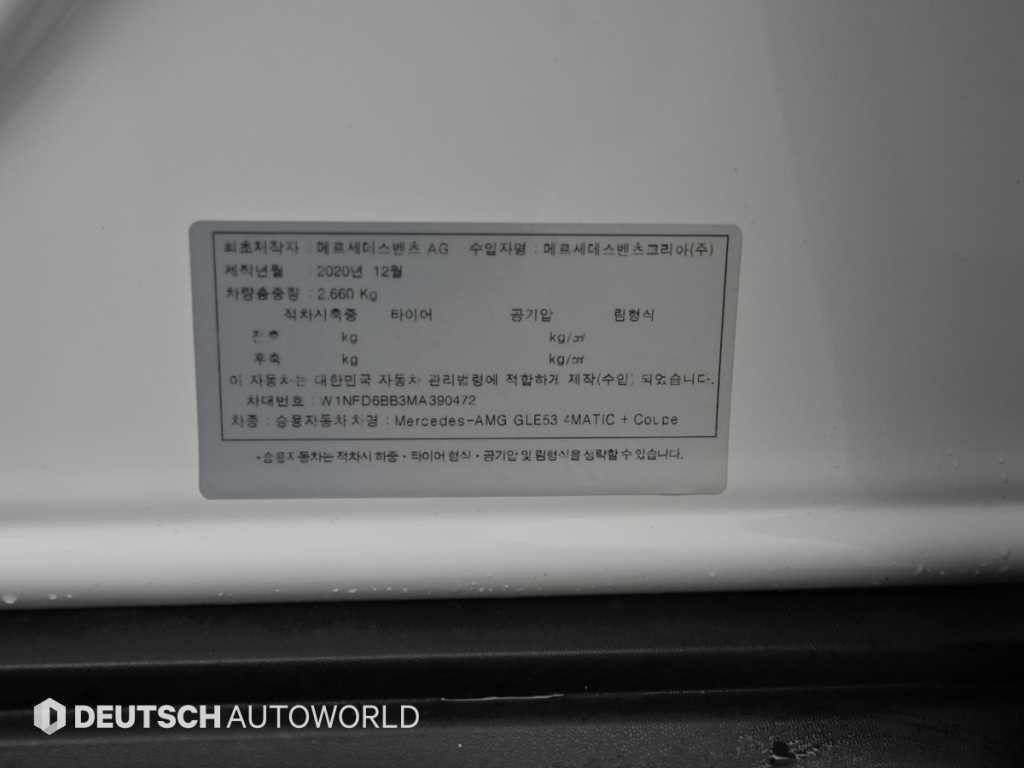 최초제작자 : 메르세데스벤츠 AG 수입자명 : 메르세데스벤츠코리아(주)
제작년월 : 2020년 12월
차량총중량 : 2.660 Kg
적차시축중 타이어 공기압 림형식
전축 kg kg/㎠
후축 kg kg/㎠
이 자동차는 대한민국 자동차 관리법령에 적합하게 제작(수입) 되었습니다.
차대번호 : W1NFD6BB3MA390472
차종 : 승용자동차 차경 : Mercedes-AMG GLE53 4MATIC + Coupe
• 승용자동차는 적차시 하중 • 타이어 형식 • 공기압 및 림형식을 생략할 수 있습니다.
DEUTSCH AUTOWORLD